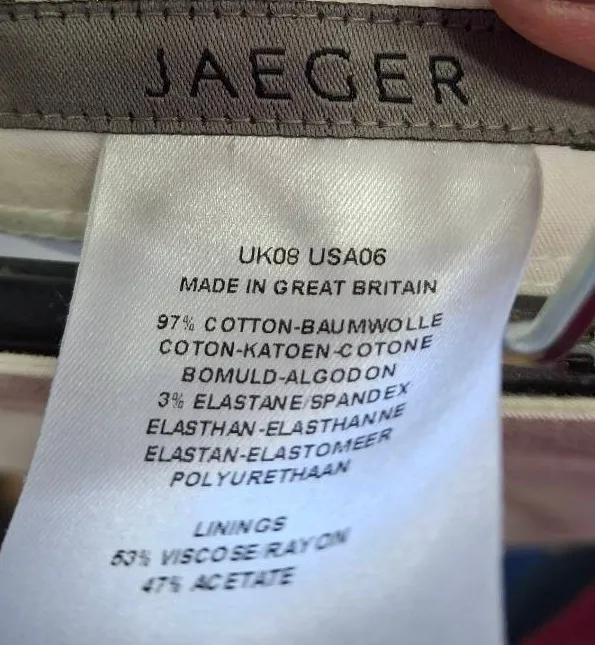 JAEGER
UK08 USA06
MADE IN GREAT BRITAIN
97% COTTON-BAUMWOLLE
COTON-KATOEN-COTONE
BOMULD-ALGODON
3% ELASTANE/SPANDEX
ELASTHAN-ELASTHANNE
ELASTAN-ELASTOMEER
POLYURETHAAN
LININGS
53% VISCOSE/RAYON
47% ACETATE